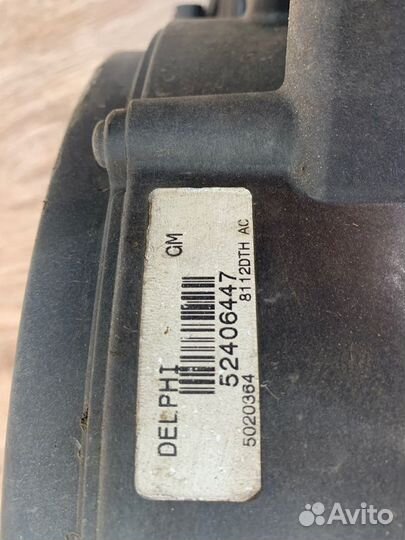 DELPHI GM
52406447
5020364 8112DTH AC
Avito